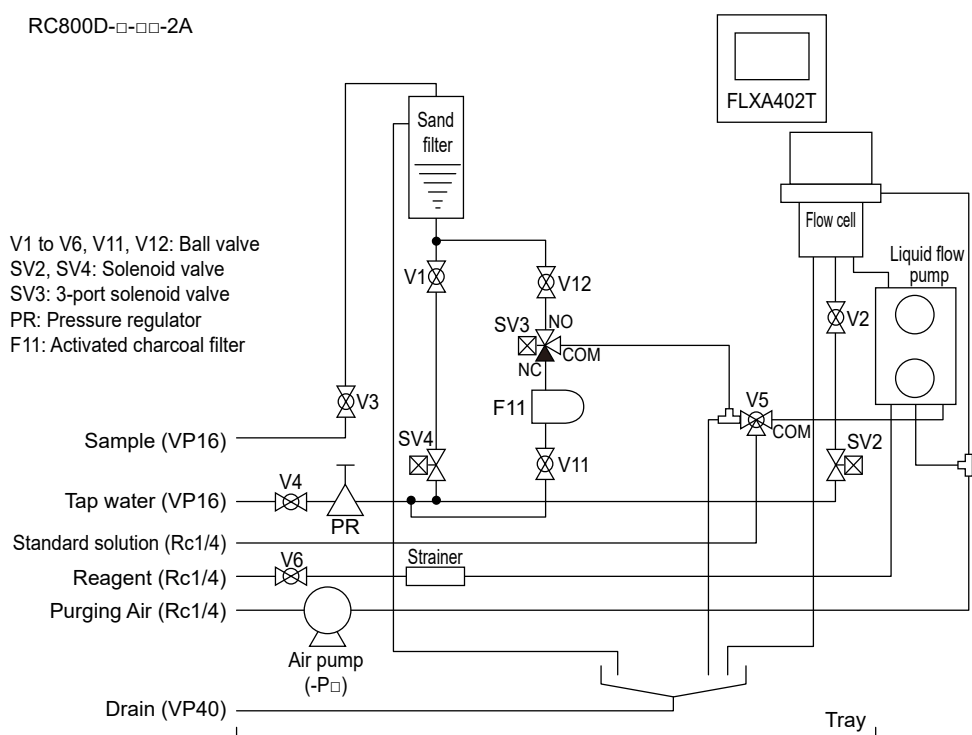 RC800D-□-□□-2A
FLXA402T
Sand
filter
Flow cell
V1 to V6, V11, V12: Ball valve
SV2, SV4: Solenoid valve
SV3: 3-port solenoid valve
PR: Pressure regulator
F11: Activated charcoal filter
Liquid flow
pump
V1
V12
V2
SV3
NO
COM
NC
V3
F11
V5
COM
Sample (VP16)
SV4
SV2
V11
V4
Tap water (VP16)
PR
Standard solution (Rc1/4)
V6
Strainer
Reagent (Rc1/4)
Purging Air (Rc1/4)
Air pump
(-P□)
Drain (VP40)
Tray